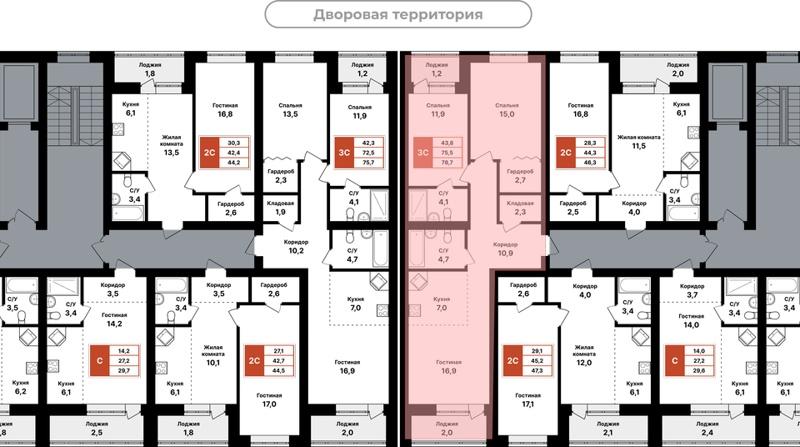 Дворовая территория
Лоджия
1,8
Кухня
6,1
Жилая
комната
13,5
С/У
3,4
Гостиная
16,8
2С
30,3
42,4
44,2
Гардероб
2,6
Спальня
13,5
Гардероб
2,3
Кладовая
1,9
Лоджия
1,2
Спальня
11,9
3С
42,3
72,5
75,7
С/У
4,1
Коридор
10,2
С/У
4,7
Кухня
7,0
Гостиная
16,9
Лоджия
2,0
Лоджия
1,2
Спальня
11,9
3С
43,8
75,5
78,7
С/У
4,1
Спальня
15,0
Гардероб
2,7
Кладовая
2,3
Коридор
10,9
С/У
4,7
Кухня
7,0
Гостиная
16,9
Лоджия
2,0
Гостиная
16,8
2С
28,3
44,3
46,3
Гардероб
2,5
Лоджия
2,0
Кухня
6,1
Жилая
комната
11,5
С/У
3,4
Коридор
4,0
С/У
3,5
Кухня
6,2
С/У
3,4
Коридор
3,5
Гостиная
14,2
С
14,2
27,2
29,7
Кухня
6,1
Лоджия
2,5
С/У
3,4
Коридор
3,5
Жилая
комната
10,1
Кухня
6,1
Лоджия
1,8
Гардероб
2,6
2С
27,1
42,7
44,5
Гостиная
17,0
Гардероб
2,6
2С
29,1
45,2
47,3
Гостиная
17,1
Коридор
4,0
С/У
3,4
Жилая
комната
12,0
Кухня
6,1
Лоджия
2,1
Коридор
3,7
Гостиная
14,0
С/У
3,4
С
14,0
27,2
29,6
Кухня
6,1
Лоджия
2,4
С/У
3,4
Кухня
6,1